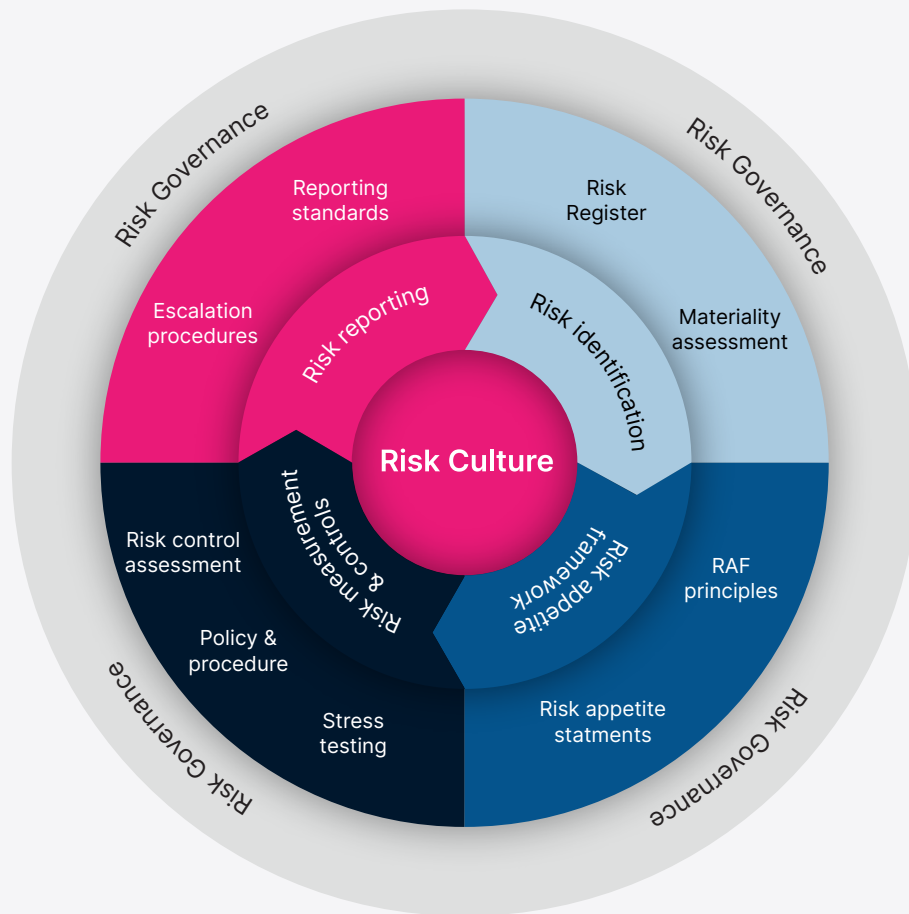 Risk Governance
Risk Governance
Reporting
standards
Risk
Register
Escalation
procedures
Materiality
assessment
Risk reporting
Risk identification
Risk Culture
Risk measurement
& controls
Risk appetite
framework
Risk control
assessment
RAF
principles
Policy &
procedure
Stress
testing
Risk appetite
statments
Risk Governance
Risk Governance